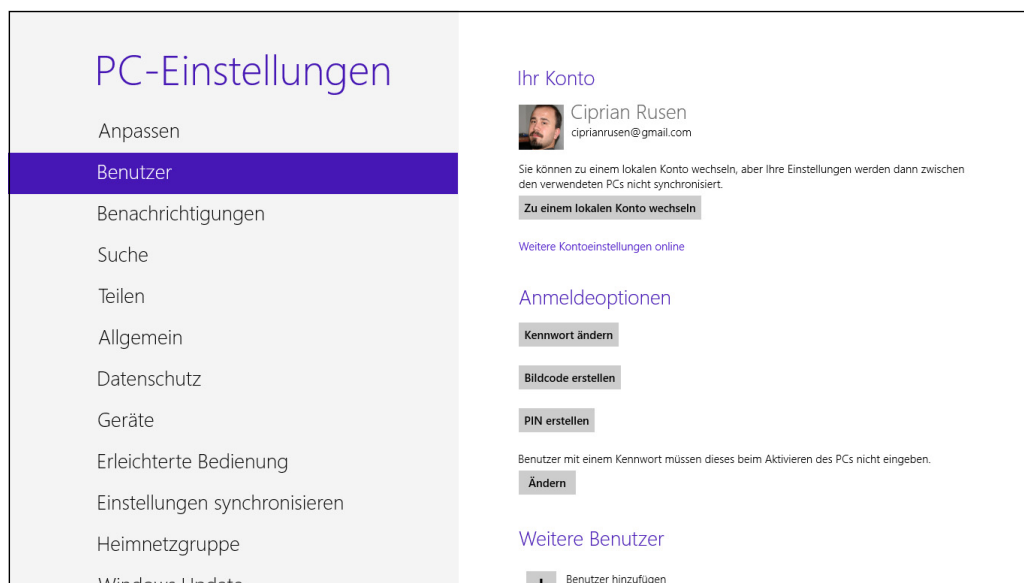 PC-Einstellungen
Anpassen
Benutzer
Benachrichtigungen
Suche
Teilen
Allgemein
Datenschutz
Geräte
Erleichterte Bedienung
Einstellungen synchronisieren
Heimnetzgruppe
Windows Update
Ihr Konto
Ciprian Rusen
ciprianrusen@gmail.com
Sie können zu einem lokalen Konto wechseln, aber Ihre Einstellungen werden dann zwischen
den verwendeten PCs nicht synchronisiert.
Zu einem lokalen Konto wechseln
Weitere Kontoeinstellungen online
Anmeldeoptionen
Kennwort ändern
Bildcode erstellen
PIN erstellen
Benutzer mit einem Kennwort müssen dieses beim Aktivieren des PCs nicht eingeben.
Ändern
Weitere Benutzer
Benutzer hinzufügen